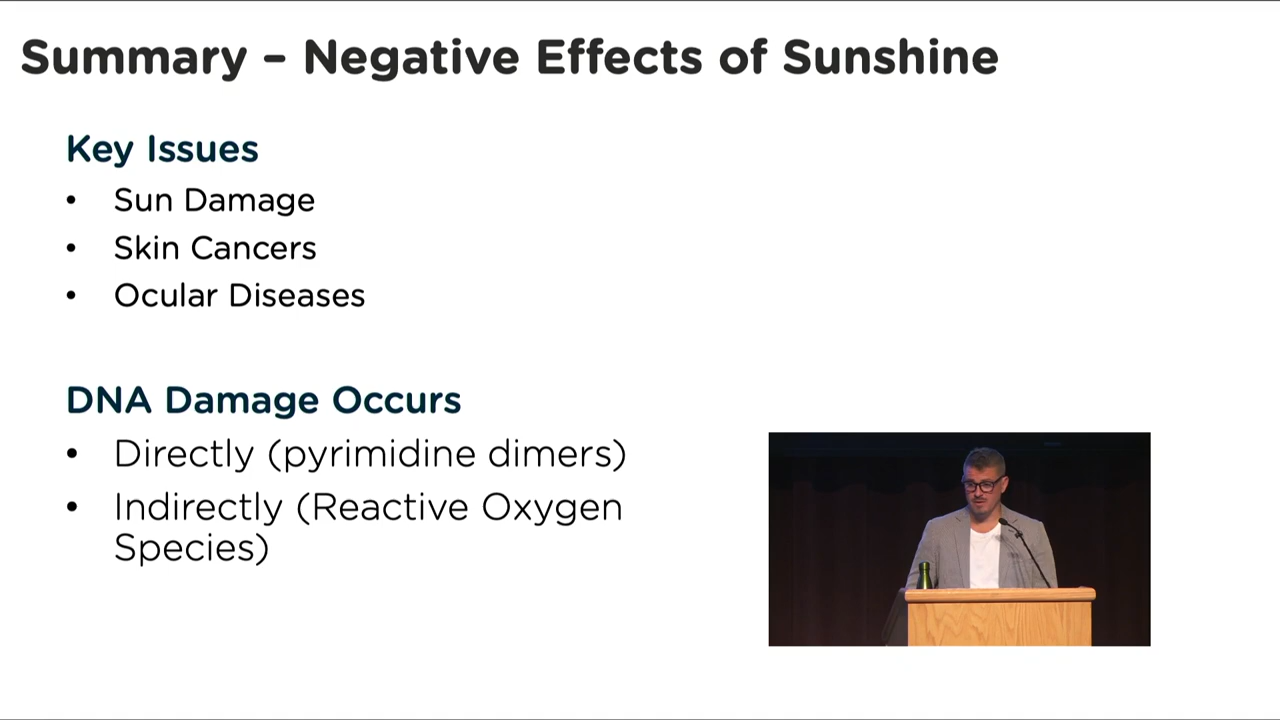 Summary – Negative Effects of Sunshine
Key Issues
• Sun Damage
• Skin Cancers
• Ocular Diseases
DNA Damage Occurs
• Directly (pyrimidine dimers)
• Indirectly (Reactive Oxygen
Species)